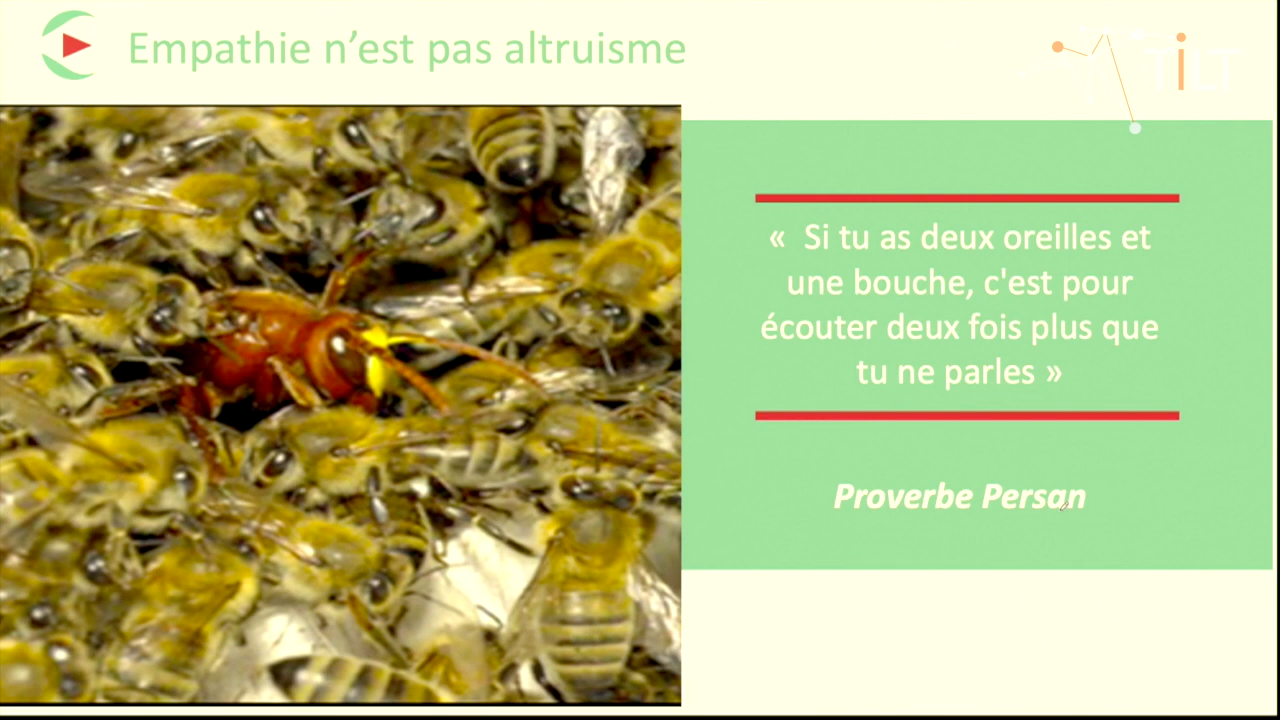 Empathie n’est pas altruisme
TiLT
«  Si tu as deux oreilles et
une bouche, c'est pour
écouter deux fois plus que
tu ne parles »
Proverbe Persan